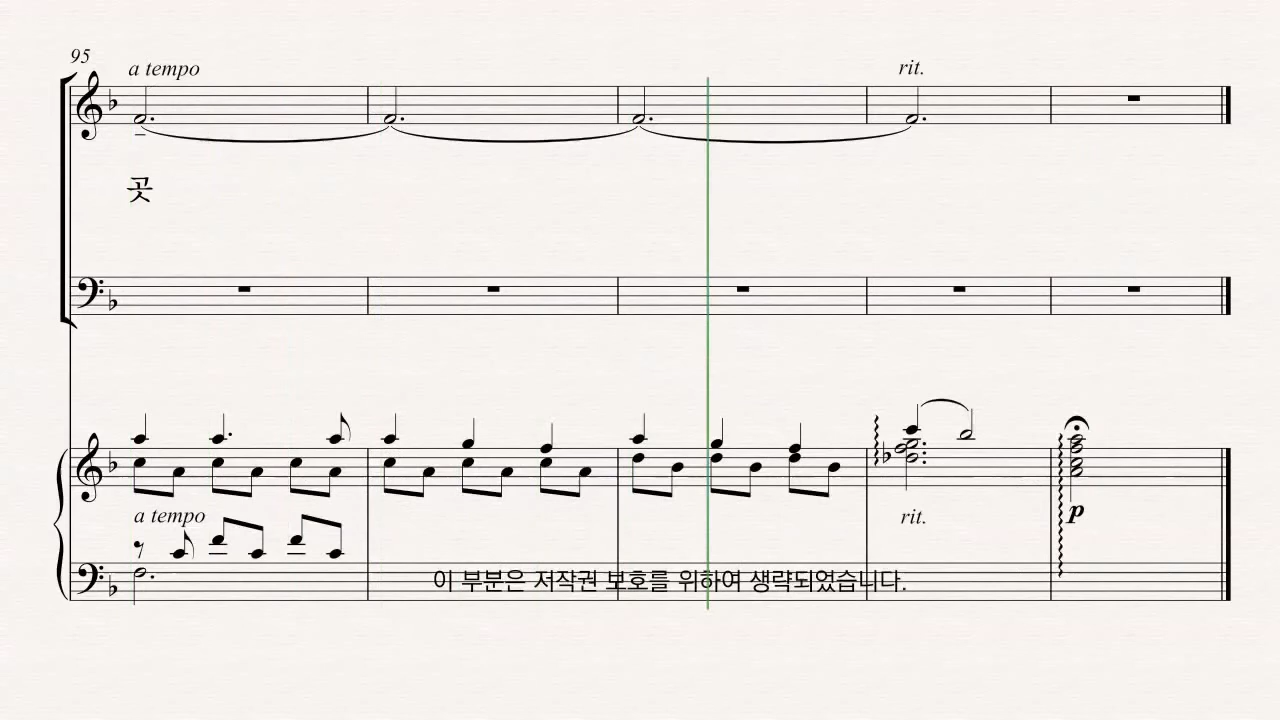 95
a tempo
rit.
곳
a tempo
rit.
p
이 부분은 저작권 보호를 위하여 생략되었습니다.